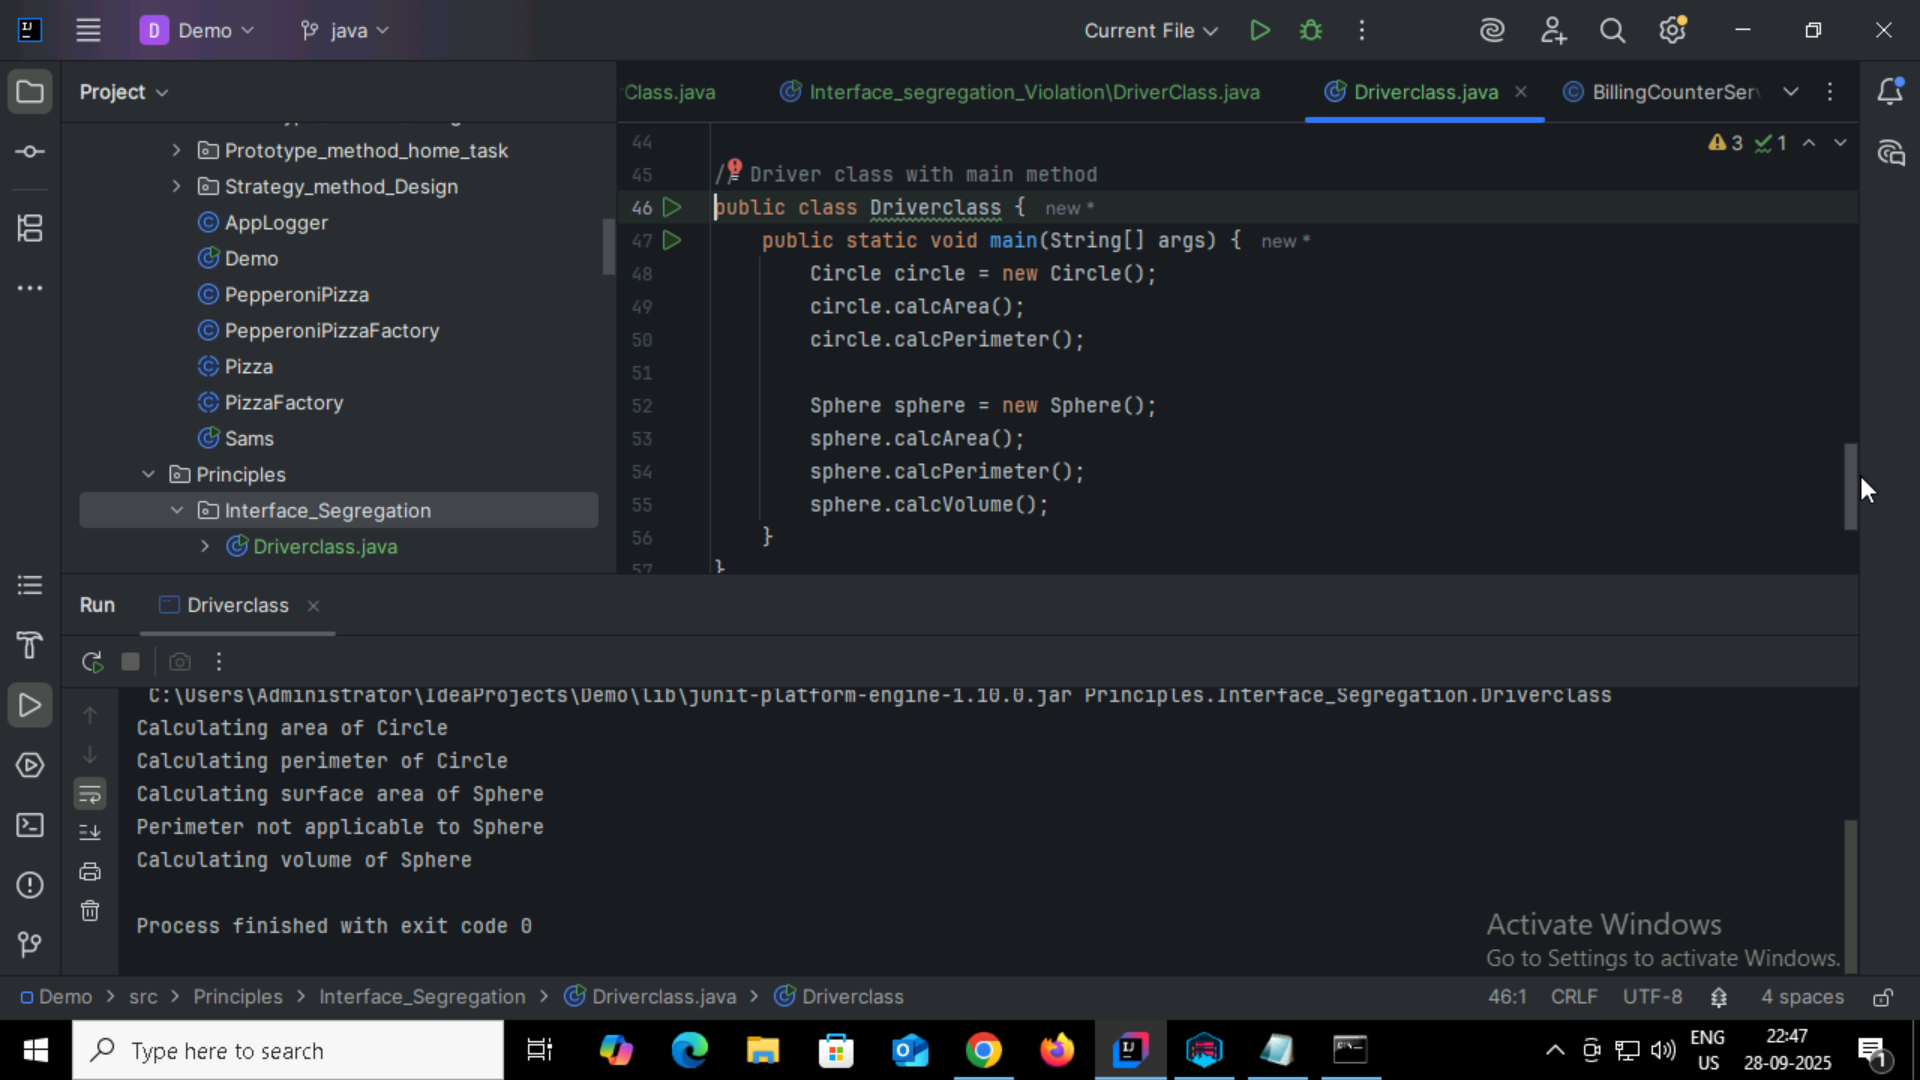 D Demo java Current File
Project
Class.java Interface_segregation_Violation\DriverClass.java Driverclass.java BillingCounterSer
Prototype_method_home_task
Strategy_method_Design
AppLogger
Demo
PepperoniPizza
PepperoniPizzaFactory
Pizza
PizzaFactory
Sams
Principles
Interface_Segregation
Driverclass.java
3 1
44
45 // Driver class with main method
46 public class Driverclass { new *
47 public static void main(String[] args) { new *
48 Circle circle = new Circle();
49 circle.calcArea();
50 circle.calcPerimeter();
51
52 Sphere sphere = new Sphere();
53 sphere.calcArea();
54 sphere.calcPerimeter();
55 sphere.calcVolume();
56 }
57 }
Run Driverclass
C:\Users\Administrator\IdeaProjects\Demo\lib\junit-platform-engine-1.10.0.jar Principles.Interface_Segregation.Driverclass
Calculating area of Circle
Calculating perimeter of Circle
Calculating surface area of Sphere
Perimeter not applicable to Sphere
Calculating volume of Sphere
Process finished with exit code 0
Activate Windows
Go to Settings to activate Windows.
Demo > src > Principles > Interface_Segregation > Driverclass.java > Driverclass 46:1 CRLF UTF-8 4 spaces
Type here to search
ENG
US
22:47
28-09-2025
1